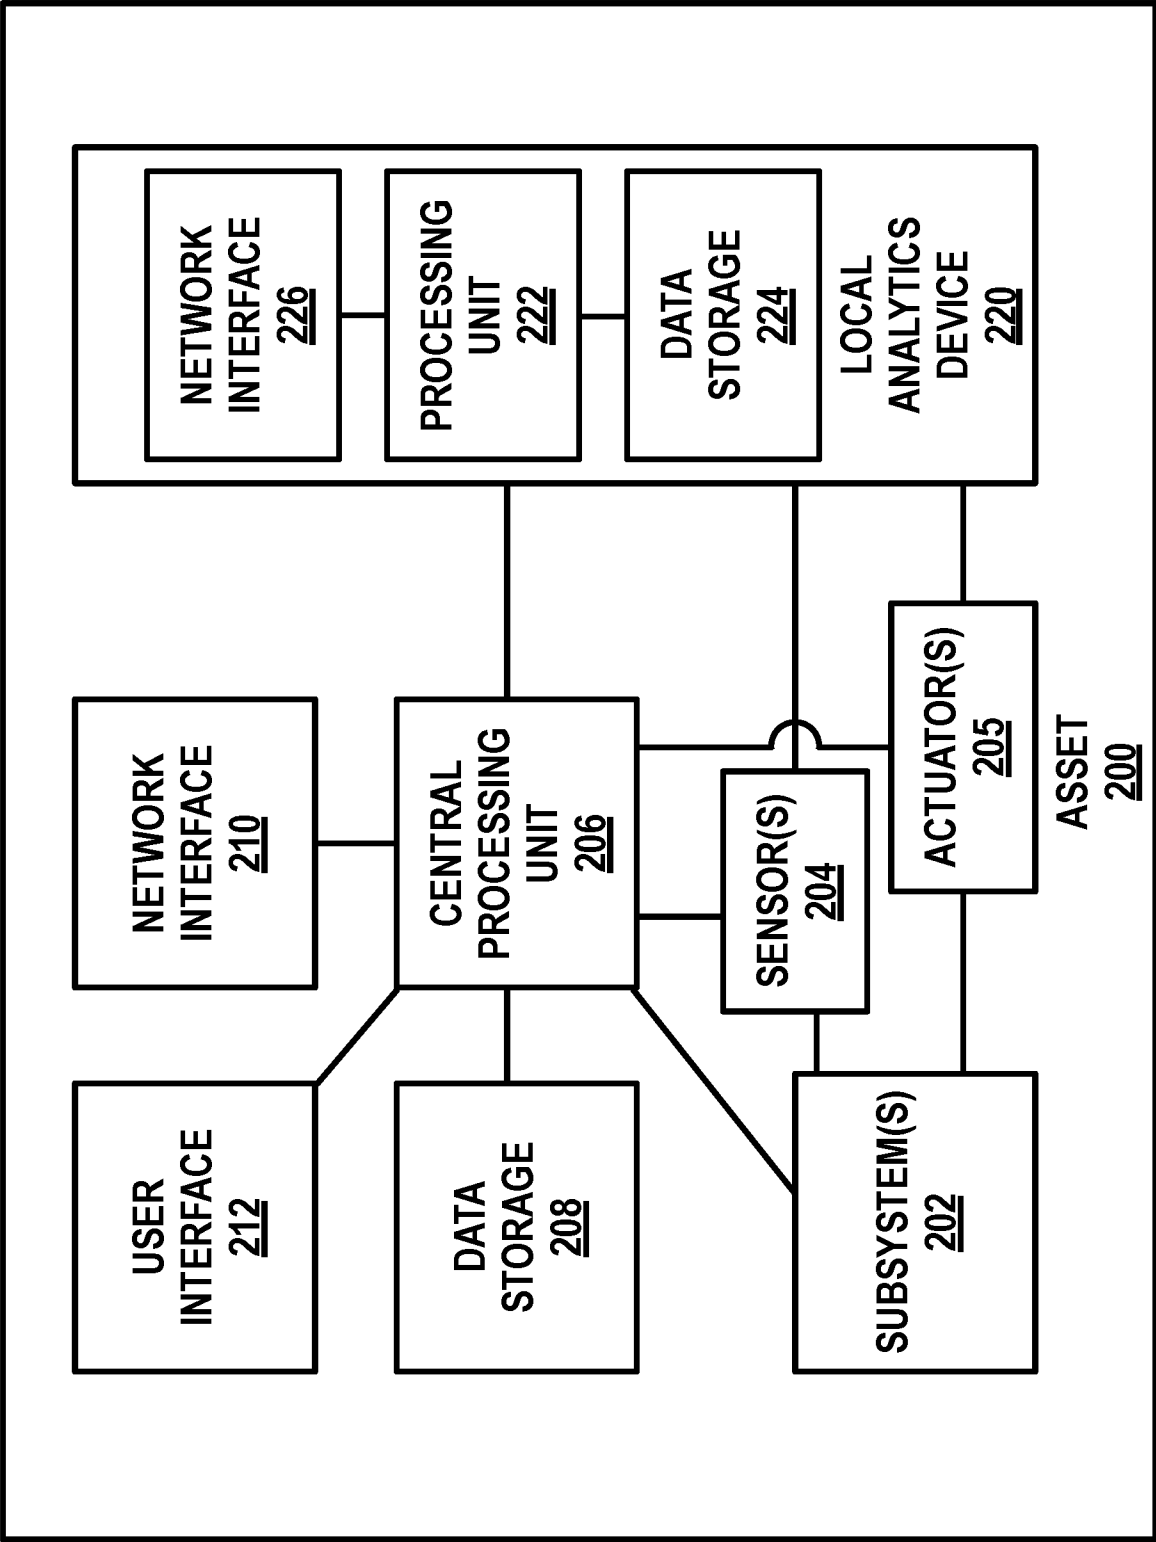 USER
INTERFACE
212
NETWORK
INTERFACE
210
NETWORK
INTERFACE
226
DATA
STORAGE
208
CENTRAL
PROCESSING
UNIT
206
PROCESSING
UNIT
222
SUBSYSTEM(S)
202
SENSOR(S)
204
ACTUATOR(S)
205
DATA
STORAGE
224
LOCAL
ANALYTICS
DEVICE
220
ASSET
200